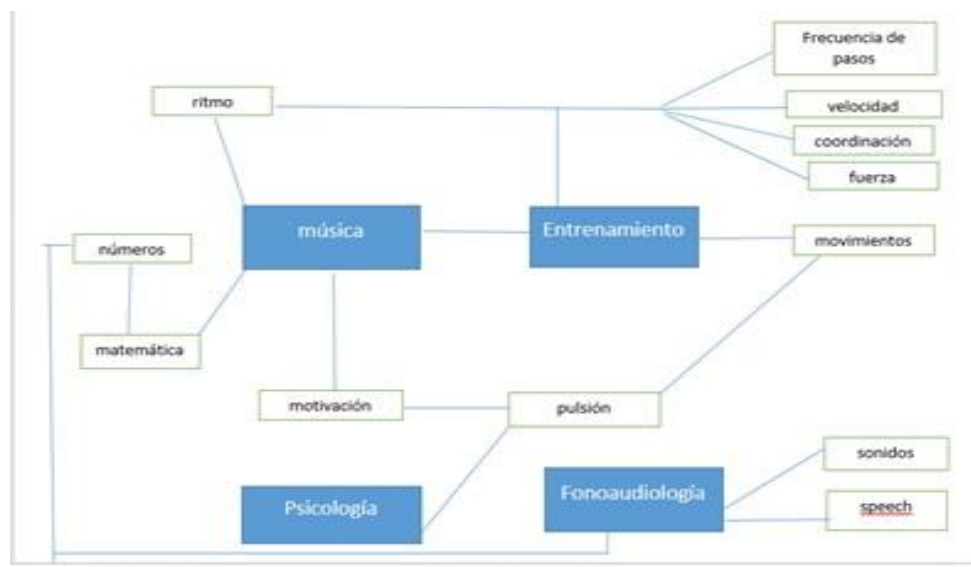 Frecuencia de
pasos
ritmo
velocidad
coordinación
fuerza
música
Entrenamiento
movimientos
números
matemática
motivación
pulsión
sonidos
Fonoaudiología
Psicología
speech